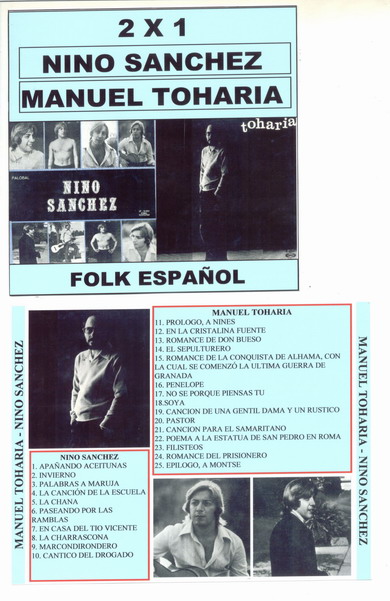 2 X 1
NINO SANCHEZ
MANUEL TOHARIA
toharia
NINO
SANCHEZ
FOLK ESPAÑOL
MANUEL TOHARIA - NINO SANCHEZ
MANUEL TOHARIA
11. PROLOGO, A NINES
12. EN LA CRISTALINA FUENTE
13. ROMANCE DE DON BUESO
14. EL SEPULTURERO
15. ROMANCE DE LA CONQUISTA DE ALHAMA, CON
LA CUAL SE COMENZÓ LA ULTIMA GUERRA DE
GRANADA
16. PENELOPE
17. NO SE PORQUE PIENSAS TU
18.SOYA
19. CANCION DE UNA GENTIL DAMA Y UN RUSTICO
20. PASTOR
21. CANCION PARA EL SAMARITANO
22. POEMA A LA ESTATUA DE SAN PEDRO EN ROMA
23. FILISTEOS
24. ROMANCE DEL PRISIONERO
25. EPILOGO, A MONTSE
NINO SANCHEZ
1. APAÑANDO ACEITUNAS
2. INVIERNO
3. PALABRAS A MARUJA
4. LA CANCIÓN DE LA ESCUELA
5. LA CHANA
6. PASEANDO POR LAS
RAMBLAS
7. EN CASA DEL TIO VICENTE
8. LA CHARRASCONA
9. MARCONDIRONDERO
10. CANTICO DEL DROGADO
MANUEL TOHARIA - NINO SANCHEZ